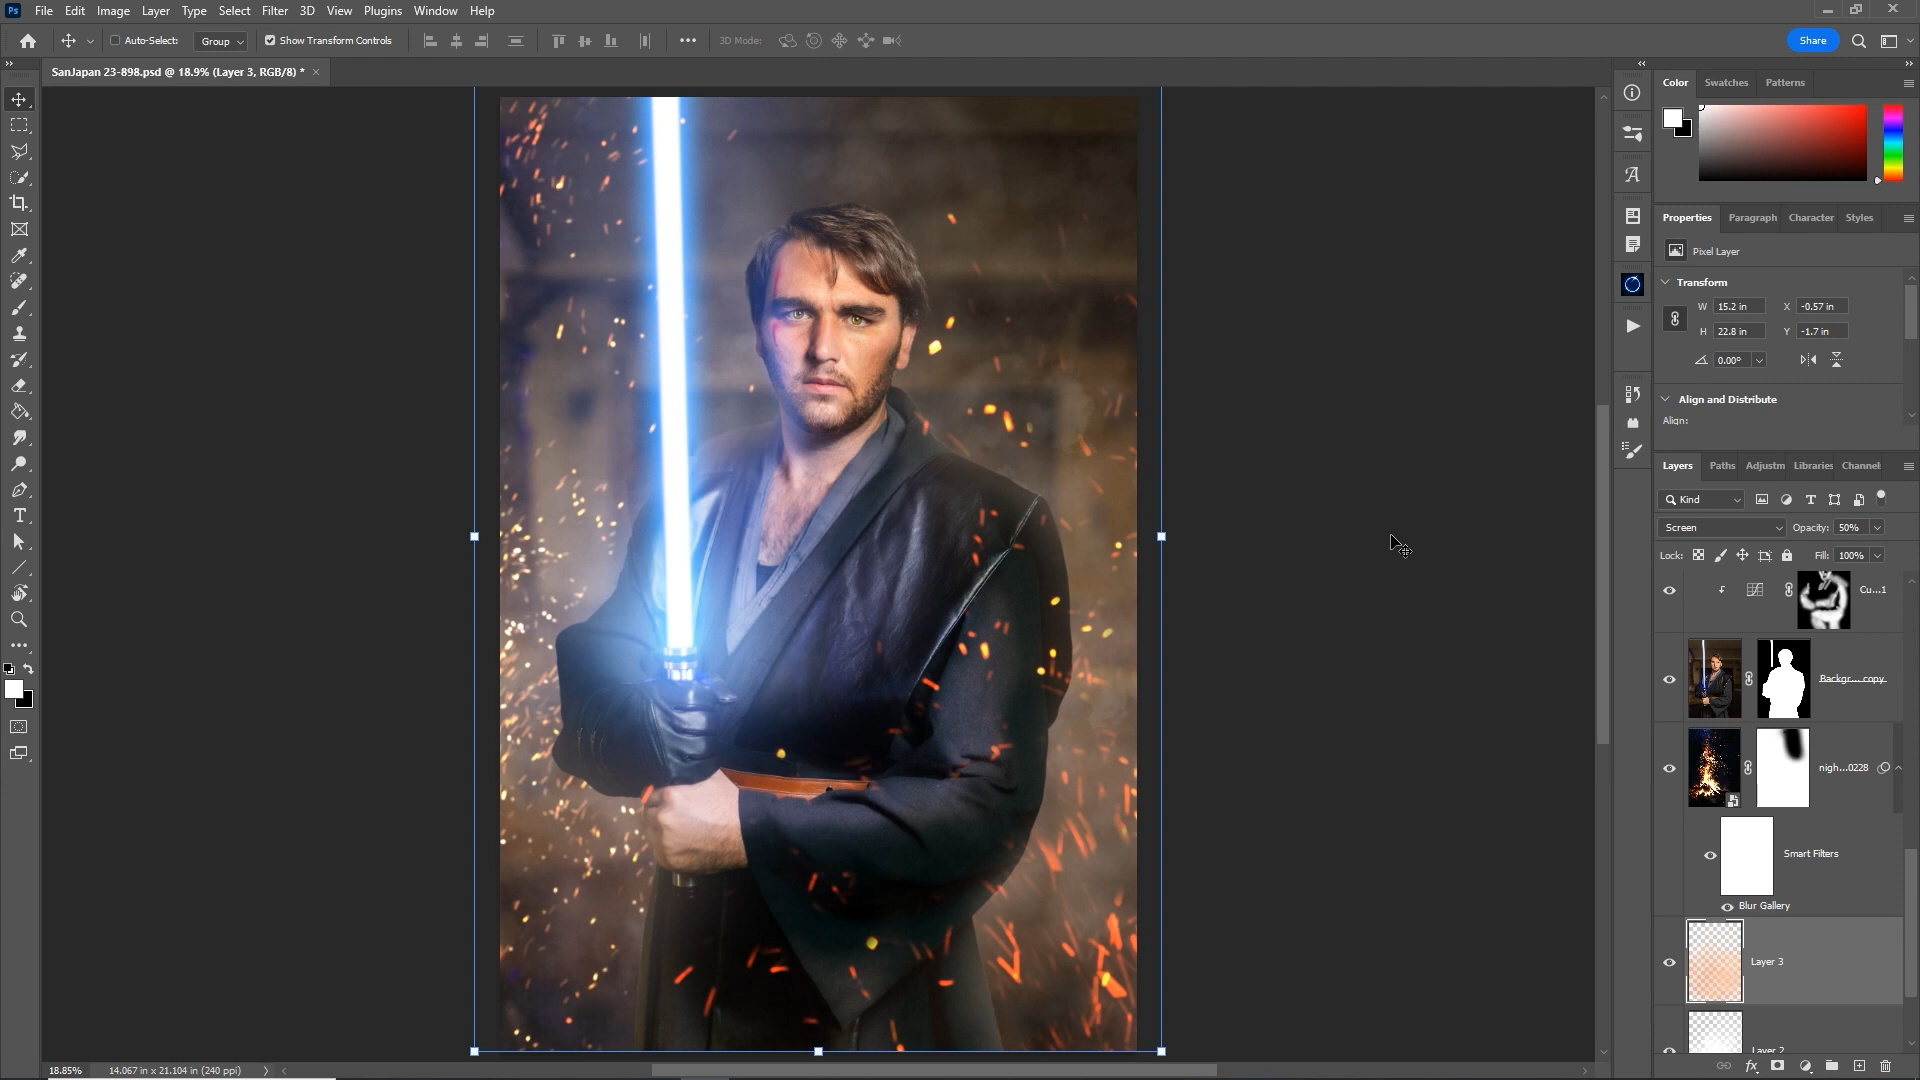 Ps File Edit Image Layer Type Select Filter 3D View Plugins Window Help
Auto-Select: Group Show Transform Controls 3D Mode: Share
SanJapan 23-898.psd @ 18.9% (Layer 3, RGB/8) *
Color Swatches Patterns
Properties Paragraph Character Styles
Pixel Layer
Transform
W 15.2 in X -0.57 in
H 22.8 in Y -1.7 in
0.00°
Align and Distribute
Align:
Layers Paths Adjustm Libraries Channel
Kind
Screen Opacity: 50%
Lock: Fill: 100%
Cu...1
Backgr... copy
nigh...0228
Smart Filters
Blur Gallery
Layer 3
Layer 2
18.85% 14.067 in x 21.104 in (240 ppi)